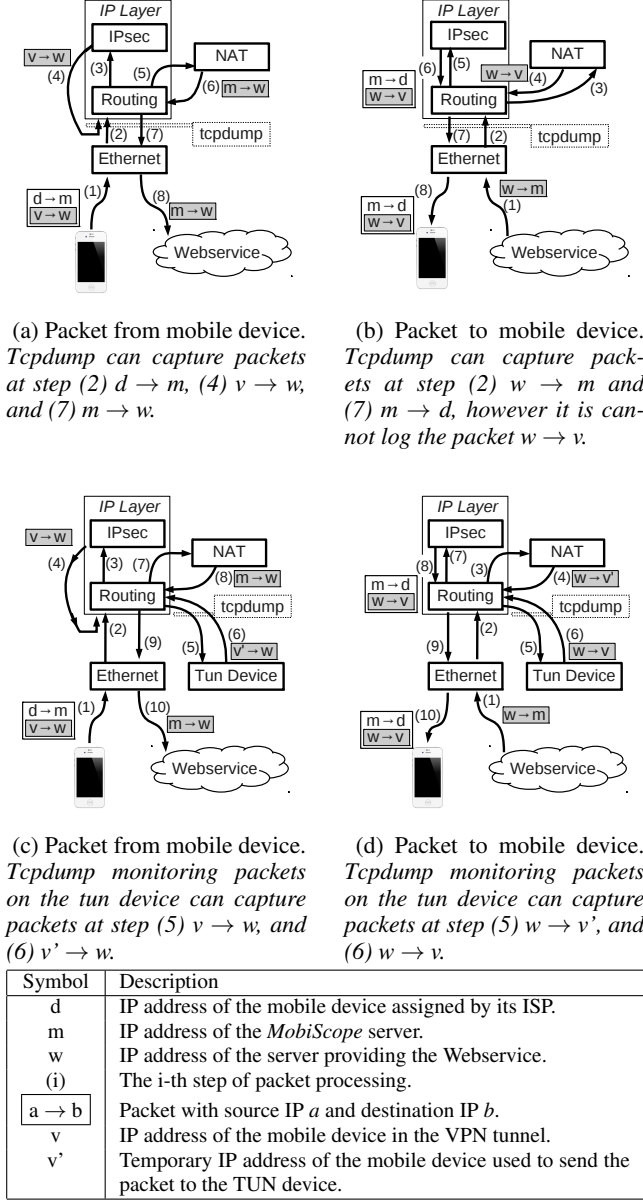 IP Layer
IPsec
v→w
(4)
(3)
(5)
NAT
(6) m→w
Routing
(2)
(7)
tcpdump
Ethernet
(1)
d→m
v→w
(8)
m→w
Webservice
(a) Packet from mobile device.
Tcpdump can capture packets
at step (2) d → m, (4) v → w,
and (7) m → w.
IP Layer
IPsec
NAT
(6)
(5)
w→v
(4)
(3)
m→d
w→v
Routing
(7)
(2)
tcpdump
Ethernet
(8)
w→m
(1)
m→d
w→v
Webservice
(b) Packet to mobile device.
Tcpdump can capture pack-
ets at step (2) w → m and
(7) m → d, however it is can-
not log the packet w → v.
IP Layer
IPsec
v→w
(4)
(3)
(7)
NAT
(8) m→w
Routing
tcpdump
(2)
(9)
(5)
(6)
v'→w
Ethernet
Tun Device
d→m
v→w
(1)
(10)
m→w
Webservice
(c) Packet from mobile device.
Tcpdump monitoring packets
on the tun device can capture
packets at step (5) v → w, and
(6) v’ → w.
IP Layer
IPsec
(8)
(7)
(3)
NAT
(4) w→v'
m→d
w→v
Routing
tcpdump
(9)
(2)
(5)
(6)
w→v
Ethernet
Tun Device
m→d
w→v
(10)
(1)
w→m
Webservice
(d) Packet to mobile device.
Tcpdump monitoring packets
on the tun device can capture
packets at step (5) w → v’, and
(6) w → v.
Symbol Description
d IP address of the mobile device assigned by its ISP.
m IP address of the MobiScope server.
w IP address of the server providing the Webservice.
(i) The i-th step of packet processing.
a → b Packet with source IP a and destination IP b.
v IP address of the mobile device in the VPN tunnel.
v’ Temporary IP address of the mobile device used to send the
packet to the TUN device.